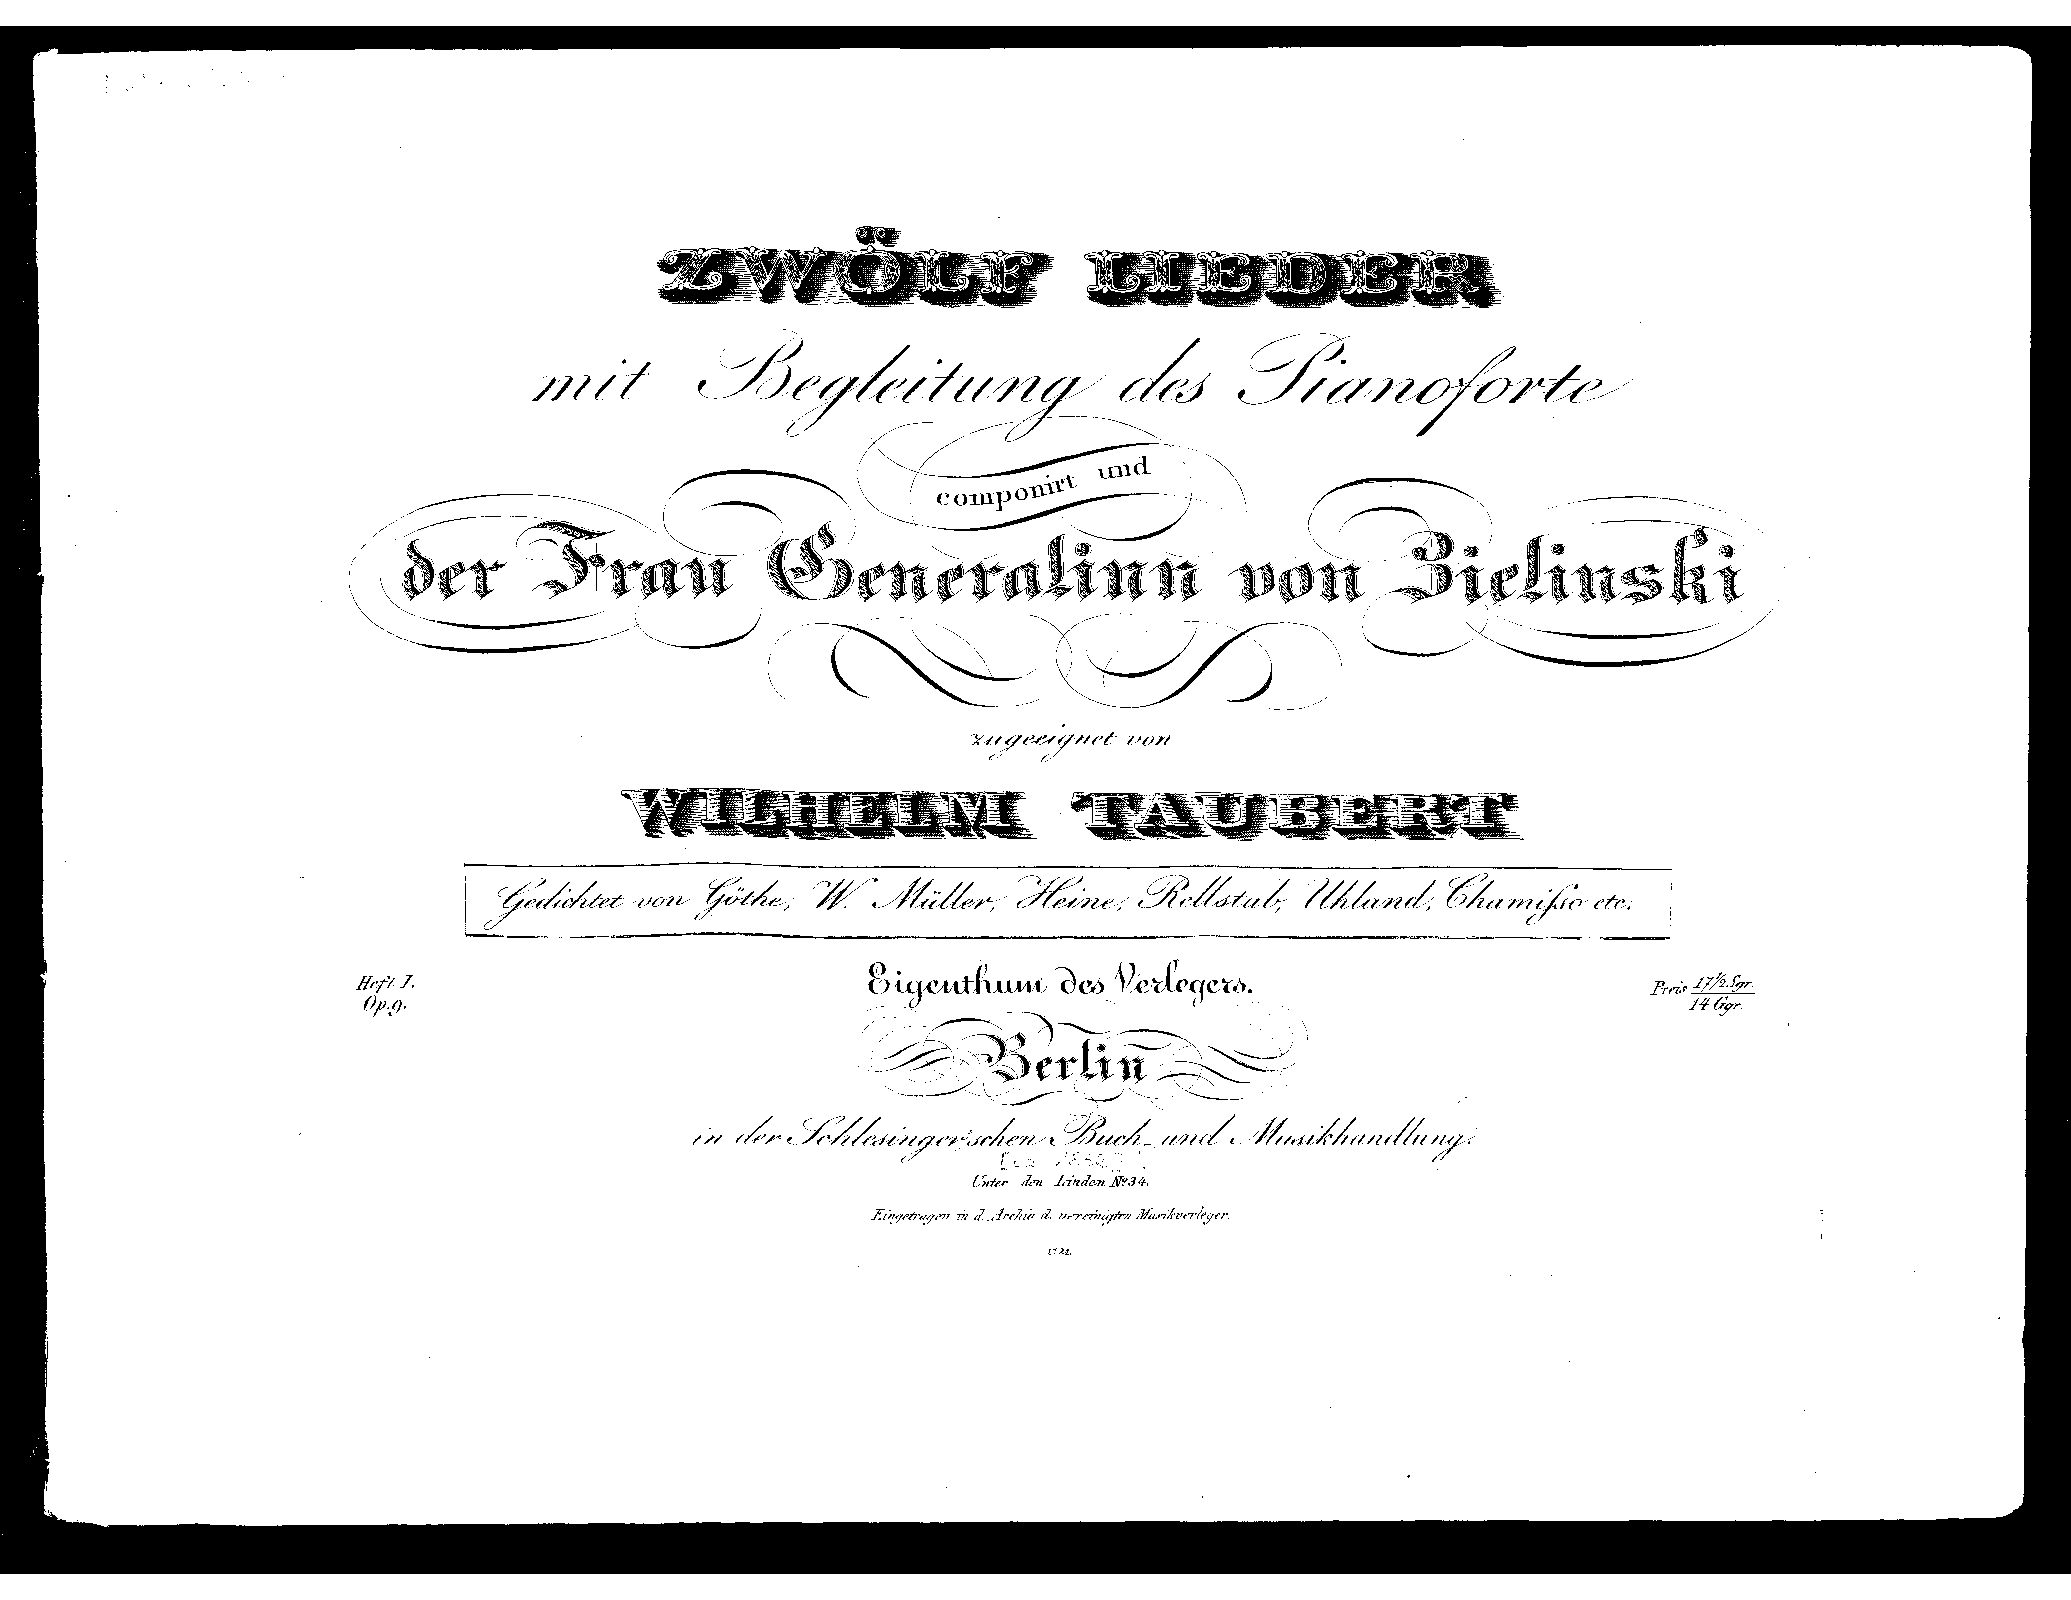 ZWÖLF LIEDER
mit Begleitung des Pianoforte
componirt und
der Frau Generalinn von Zielinski
zugeeignet von
WILHELM TAUBERT
Gedichtet von Göthe, W. Müller, Heine, Rellstab, Uhland, Chamisso etc.
Heft I.
Op. 9.
Eigenthum des Verlegers.
Preis 17½ Sgr.
14 Ggr.
Berlin
in der Schlesinger'schen Buch- und Musikhandlung.
Unter den Linden No 34.
Eingetragen in d. Archiv d. vereinigten Musikverleger.